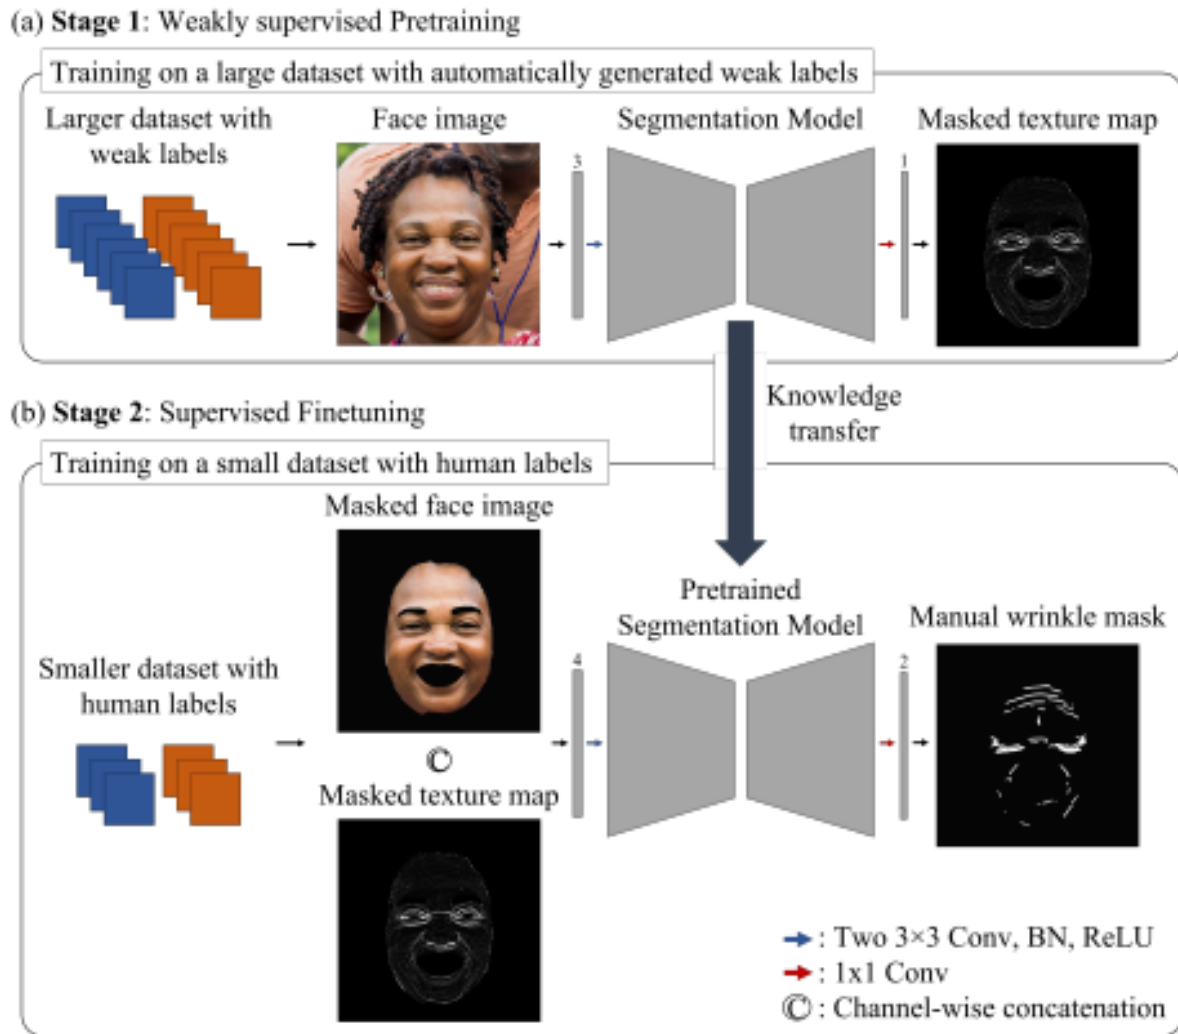 (a) Stage 1: Weakly supervised Pretraining
Training on a large dataset with automatically generated weak labels
Larger dataset with
weak labels
Face image
Segmentation Model
Masked texture map
3
1
Knowledge
transfer
(b) Stage 2: Supervised Finetuning
Training on a small dataset with human labels
Masked face image
Smaller dataset with
human labels
©
Masked texture map
Pretrained
Segmentation Model
Manual wrinkle mask
4
2
: Two 3×3 Conv, BN, ReLU
: 1x1 Conv
© : Channel-wise concatenation